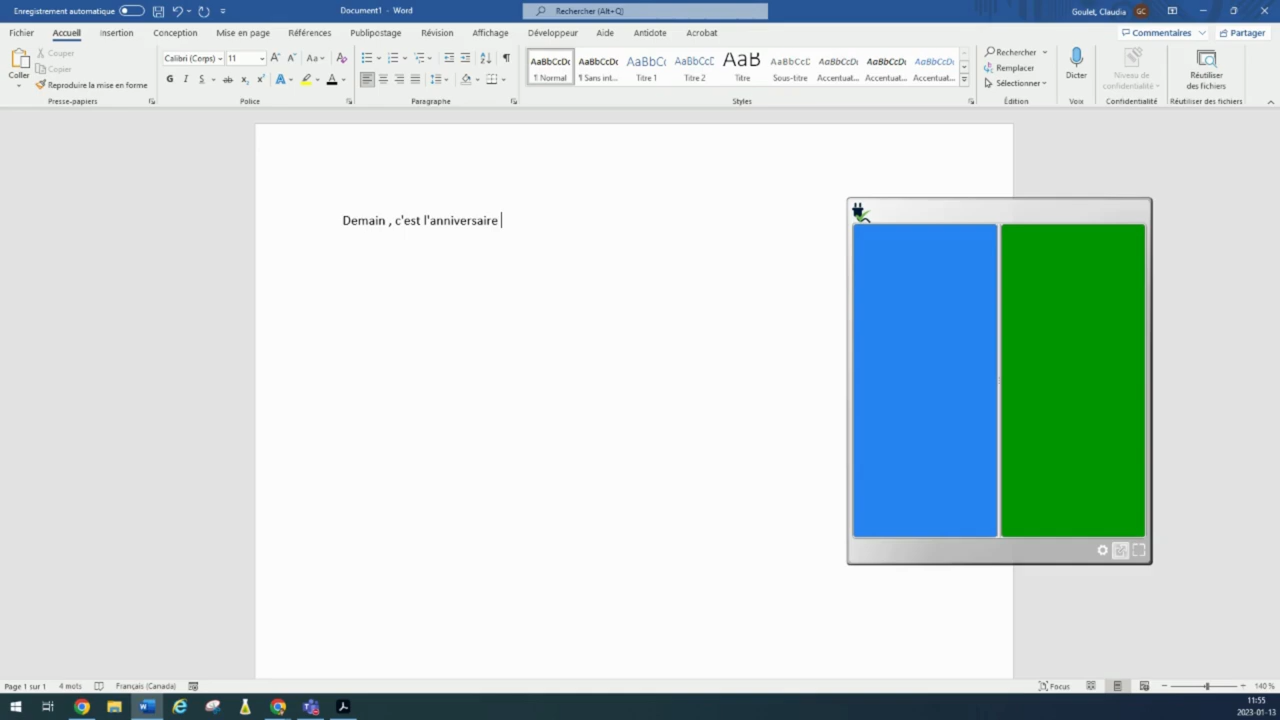 Enregistrement automatique
Document1 - Word
Rechercher (Alt+Q)
Goulet, Claudia
GC
Fichier Accueil Insertion Conception Mise en page Références Publipostage Révision Affichage Développeur Aide Antidote Acrobat
Commentaires
Partager
Coller
Couper
Copier
Reproduire la mise en forme
Presse-papiers
Calibri (Corps) 11
Police
Paragraphe
AaBbCcDc AaBbCcDc AaBbCc AaBbCcC AaB AaBbCcD AaBbCcDc AaBbCcDc AaBbCcDc
¶ Normal ¶ Sans int... Titre 1 Titre 2 Titre Sous-titre Accentuat... Accentuat... Accentuat...
Styles
Rechercher
Remplacer
Sélectionner
Édition
Dicter
Voix
Niveau de
confidentialité
Confidentialité
Réutiliser
des fichiers
Réutiliser des fichiers
Demain , c'est l'anniversaire
Page 1 sur 1 4 mots Français (Canada)
Focus
140 %
11:55
2023-01-13